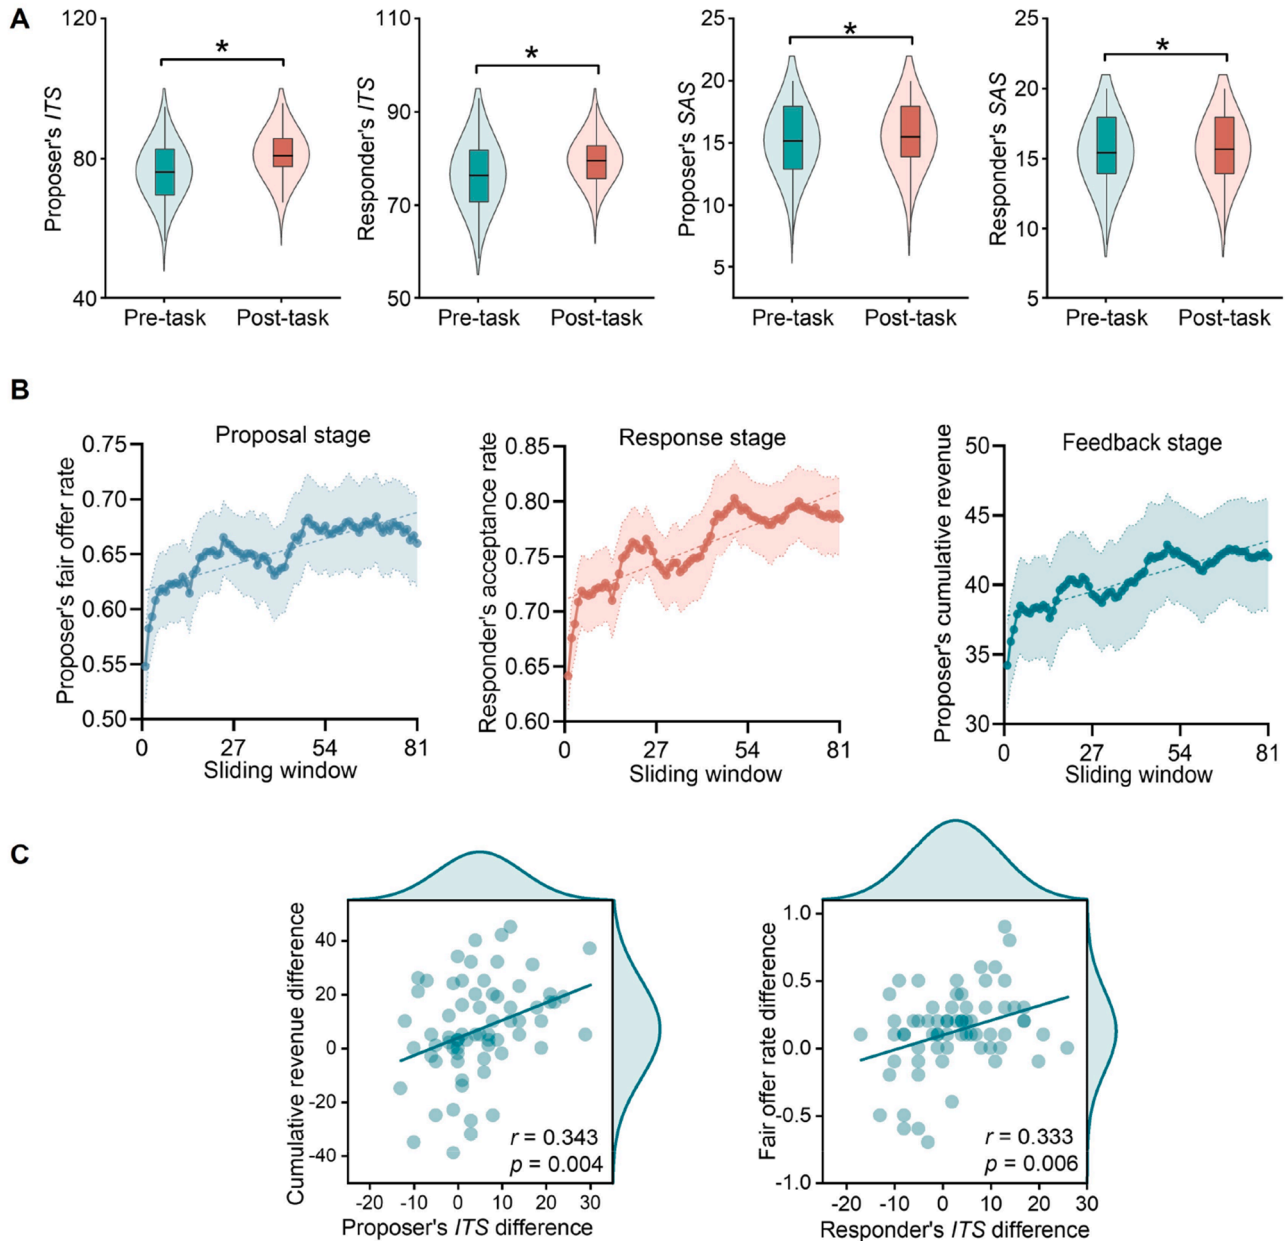 A
Proposer's ITS
120
80
40
*
Pre-task
Post-task
Responder's ITS
110
90
70
50
*
Pre-task
Post-task
Proposer's SAS
25
20
15
10
5
*
Pre-task
Post-task
Responder's SAS
25
20
15
10
5
*
Pre-task
Post-task
B
Proposal stage
Proposer's fair offer rate
0.75
0.70
0.65
0.60
0.55
0.50
0 27 54 81
Sliding window
Response stage
Responder's acceptance rate
0.85
0.80
0.75
0.70
0.65
0.60
0 27 54 81
Sliding window
Feedback stage
Proposer's cumulative revenue
50
45
40
35
30
0 27 54 81
Sliding window
C
Cumulative revenue difference
40
20
0
-20
-40
r = 0.343
p = 0.004
-20 -10 0 10 20 30
Proposer's ITS difference
Fair offer rate difference
1.0
0.5
0.0
-0.5
-1.0
r = 0.333
p = 0.006
-20 -10 0 10 20 30
Responder's ITS difference